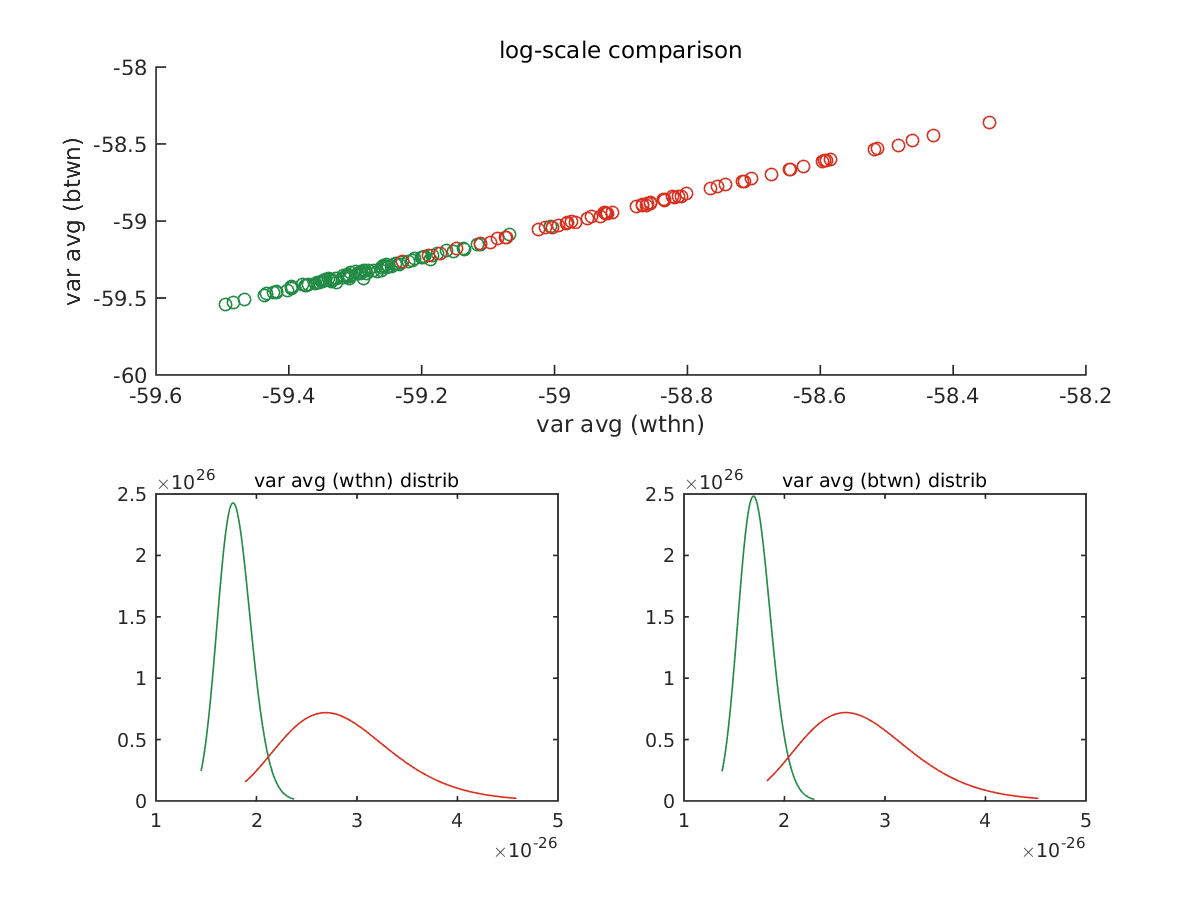 log-scale comparison
-58
-58.5
-59
-59.5
-60
var avg (btwn)
-59.6 -59.4 -59.2 -59 -58.8 -58.6 -58.4 -58.2
var avg (wthn)
×10^26 var avg (wthn) distrib
2.5
2
1.5
1
0.5
0
1 2 3 4 5
×10^-26
×10^26 var avg (btwn) distrib
2.5
2
1.5
1
0.5
0
1 2 3 4 5
×10^-26